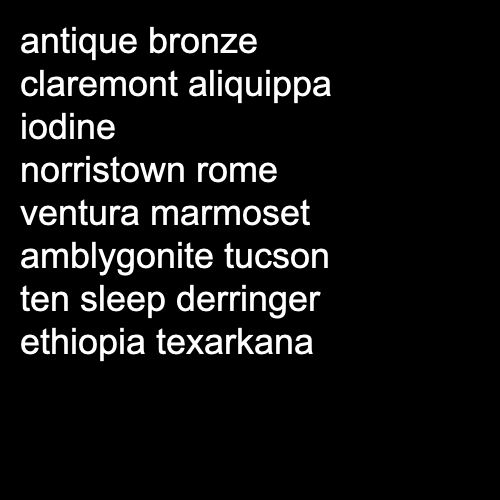 antique bronze
claremont aliquippa
iodine
norristown rome
ventura marmoset
amblygonite tucson
ten sleep derringer
ethiopia texarkana